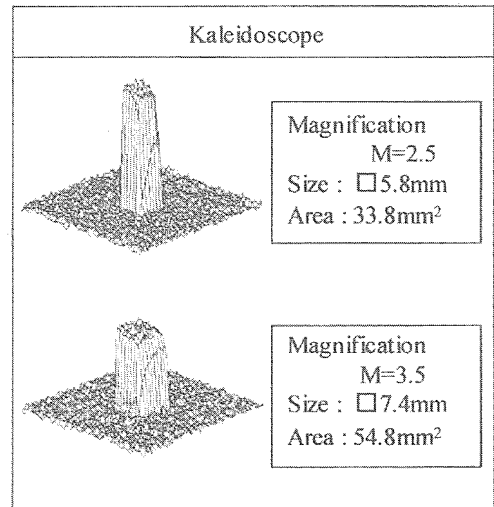 Kaleidoscope
Magnification
M=2.5
Size : □5.8mm
Area : 33.8mm²
Magnification
M=3.5
Size : □7.4mm
Area : 54.8mm²